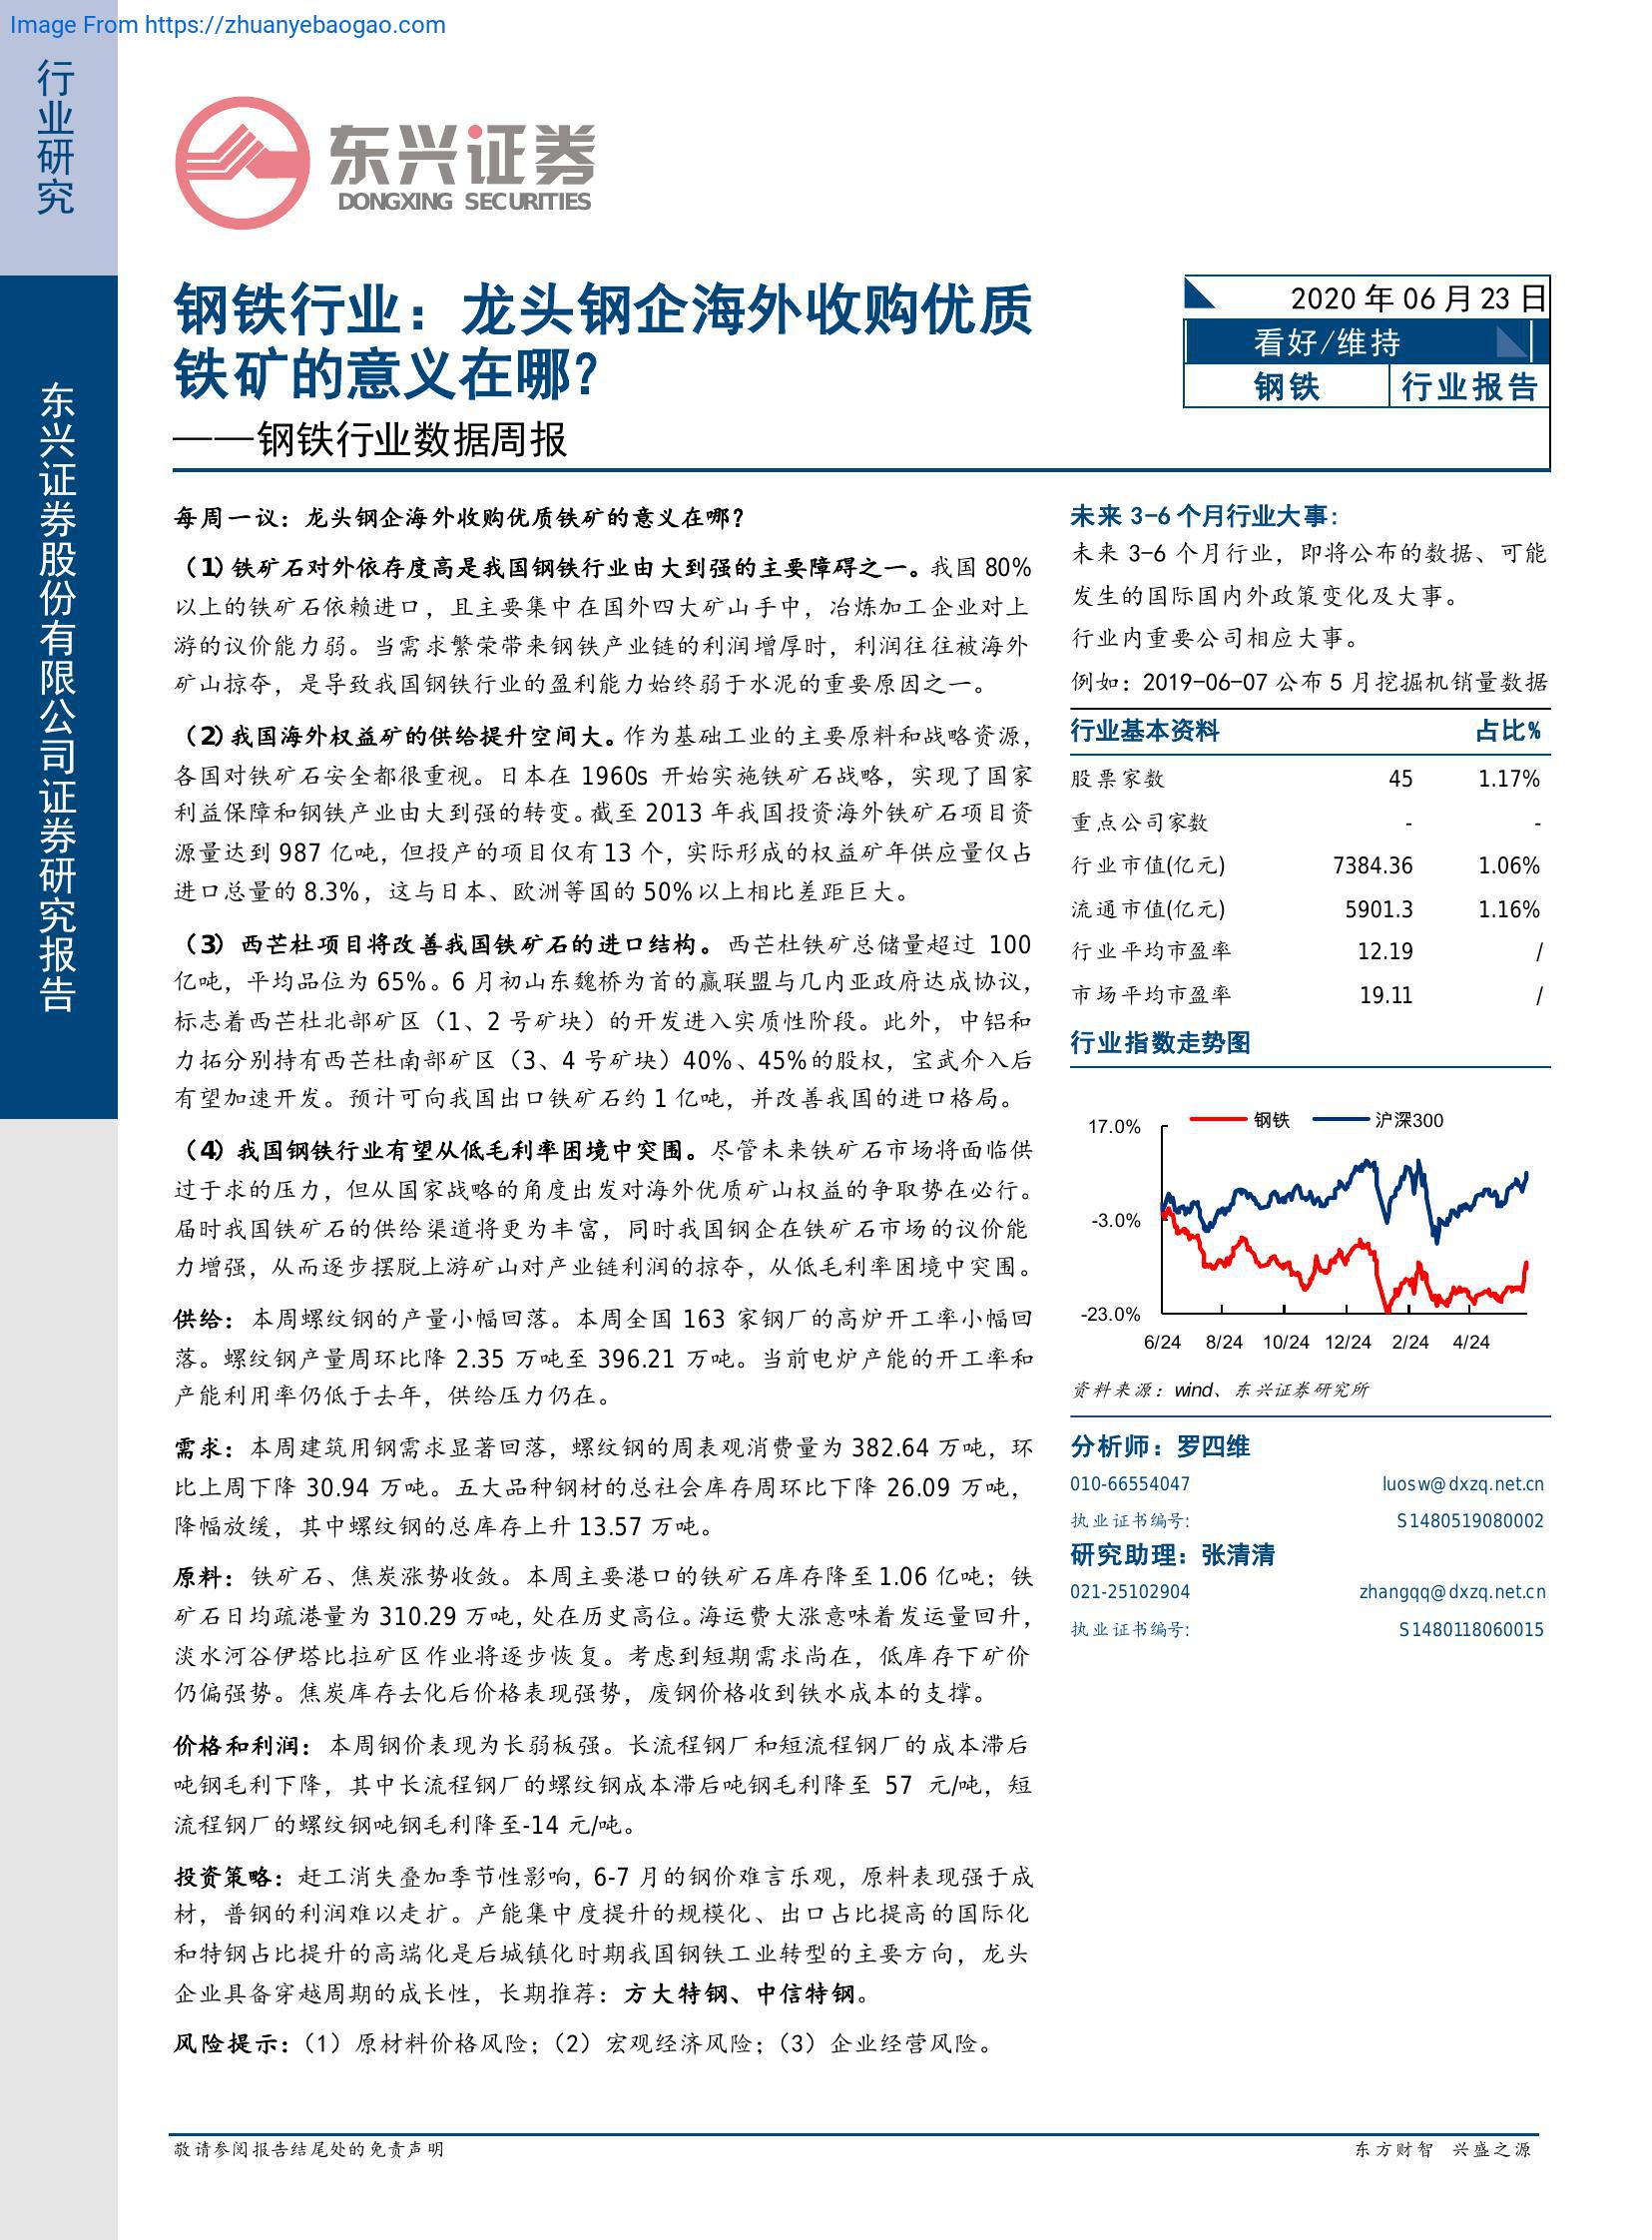 Image From https://zhuanyebaogao.com
行业研究
东兴证券股份有限公司证券研究报告
东兴证券
DONGXING SECURITIES
钢铁行业：龙头钢企海外收购优质
铁矿的意义在哪？
——钢铁行业数据周报
2020 年 06 月 23 日
看好/维持
钢铁 行业报告
每周一议：龙头钢企海外收购优质铁矿的意义在哪？
（1）铁矿石对外依存度高是我国钢铁行业由大到强的主要障碍之一。我国 80%
以上的铁矿石依赖进口，且主要集中在国外四大矿山手中，冶炼加工企业对上
游的议价能力弱。当需求繁荣带来钢铁产业链的利润增厚时，利润往往被海外
矿山掠夺，是导致我国钢铁行业的盈利能力始终弱于水泥的重要原因之一。
（2）我国海外权益矿的供给提升空间大。作为基础工业的主要原料和战略资源，
各国对铁矿石安全都很重视。日本在 1960s 开始实施铁矿石战略，实现了国家
利益保障和钢铁产业由大到强的转变。截至 2013 年我国投资海外铁矿石项目资
源量达到 987 亿吨，但投产的项目仅有 13 个，实际形成的权益矿年供应量仅占
进口总量的 8.3%，这与日本、欧洲等国的 50%以上相比差距巨大。
（3）西芒杜项目将改善我国铁矿石的进口结构。西芒杜铁矿总储量超过 100
亿吨，平均品位为 65%。6 月初山东魏桥为首的赢联盟与几内亚政府达成协议，
标志着西芒杜北部矿区（1、2 号矿块）的开发进入实质性阶段。此外，中铝和
力拓分别持有西芒杜南部矿区（3、4 号矿块）40%、45%的股权，宝武介入后
有望加速开发。预计可向我国出口铁矿石约 1 亿吨，并改善我国的进口格局。
（4）我国钢铁行业有望从低毛利率困境中突围。尽管未来铁矿石市场将面临供
过于求的压力，但从国家战略的角度出发对海外优质矿山权益的争取势在必行。
届时我国铁矿石的供给渠道将更为丰富，同时我国钢企在铁矿石市场的议价能
力增强，从而逐步摆脱上游矿山对产业链利润的掠夺，从低毛利率困境中突围。
供给：本周螺纹钢的产量小幅回落。本周全国 163 家钢厂的高炉开工率小幅回
落。螺纹钢产量周环比降 2.35 万吨至 396.21 万吨。当前电炉产能的开工率和
产能利用率仍低于去年，供给压力仍在。
需求：本周建筑用钢需求显著回落，螺纹钢的周表观消费量为 382.64 万吨，环
比上周下降 30.94 万吨。五大品种钢材的总社会库存周环比下降 26.09 万吨，
降幅放缓，其中螺纹钢的总库存上升 13.57 万吨。
原料：铁矿石、焦炭涨势收敛。本周主要港口的铁矿石库存降至 1.06 亿吨；铁
矿石日均疏港量为 310.29 万吨，处在历史高位。海运费大涨意味着发运量回升，
淡水河谷伊塔比拉矿区作业将逐步恢复。考虑到短期需求尚在，低库存下矿价
仍偏强势。焦炭库存去化后价格表现强势，废钢价格收到铁水成本的支撑。
价格和利润：本周钢价表现为长弱板强。长流程钢厂和短流程钢厂的成本滞后
吨钢毛利下降，其中长流程钢厂的螺纹钢成本滞后吨钢毛利降至 57 元/吨，短
流程钢厂的螺纹钢吨钢毛利降至-14 元/吨。
投资策略：赶工消失叠加季节性影响，6-7 月的钢价难言乐观，原料表现强于成
材，普钢的利润难以走扩。产能集中度提升的规模化、出口占比提高的国际化
和特钢占比提升的高端化是后城镇化时期我国钢铁工业转型的主要方向，龙头
企业具备穿越周期的成长性，长期推荐：方大特钢、中信特钢。
风险提示：（1）原材料价格风险；（2）宏观经济风险；（3）企业经营风险。
未来 3-6 个月行业大事：
未来 3-6 个月行业，即将公布的数据、可能
发生的国际国内外政策变化及大事。
行业内重要公司相应大事。
例如：2019-06-07 公布 5 月挖掘机销量数据
行业基本资料 占比%
股票家数 45 1.17%
重点公司家数 - -
行业市值(亿元) 7384.36 1.06%
流通市值(亿元) 5901.3 1.16%
行业平均市盈率 12.19 /
市场平均市盈率 19.11 /
行业指数走势图
钢铁 沪深300
17.0%
-3.0%
-23.0%
6/24 8/24 10/24 12/24 2/24 4/24
资料来源：wind、东兴证券研究所
分析师：罗四维
010-66554047 luosw@dxzq.net.cn
执业证书编号: S1480519080002
研究助理：张清清
021-25102904 zhangqq@dxzq.net.cn
执业证书编号: S1480118060015
敬请参阅报告结尾处的免责声明
东方财智 兴盛之源